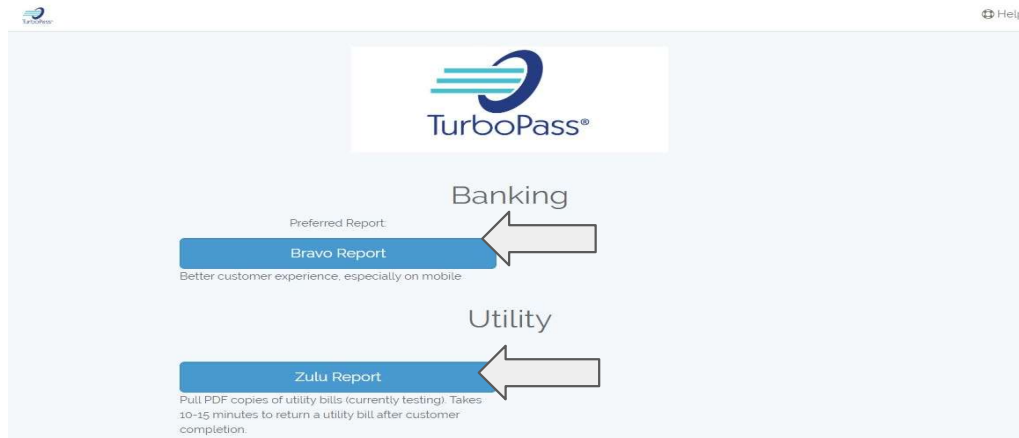 TurboPass
Help
TurboPass®
Banking
Preferred Report:
Bravo Report
Better customer experience, especially on mobile
Utility
Zulu Report
Pull PDF copies of utility bills (currently testing). Takes
10-15 minutes to return a utility bill after customer
completion.